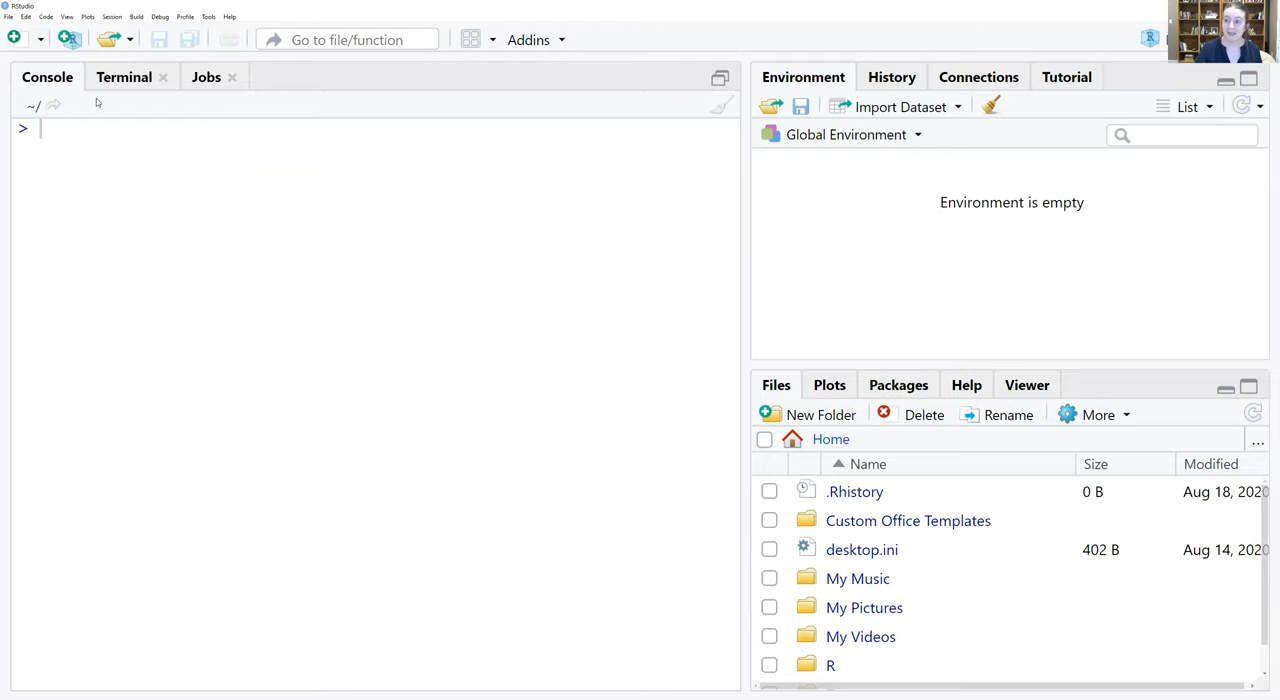 RStudio
File Edit Code View Plots Session Build Debug Profile Tools Help
Go to file/function Addins
Console Terminal Jobs
~/
>
Environment History Connections Tutorial
Import Dataset List
Global Environment
Environment is empty
Files Plots Packages Help Viewer
New Folder Delete Rename More
Home ...
Name Size Modified
.Rhistory 0 B Aug 18, 2020
Custom Office Templates
desktop.ini 402 B Aug 14, 2020
My Music
My Pictures
My Videos
R